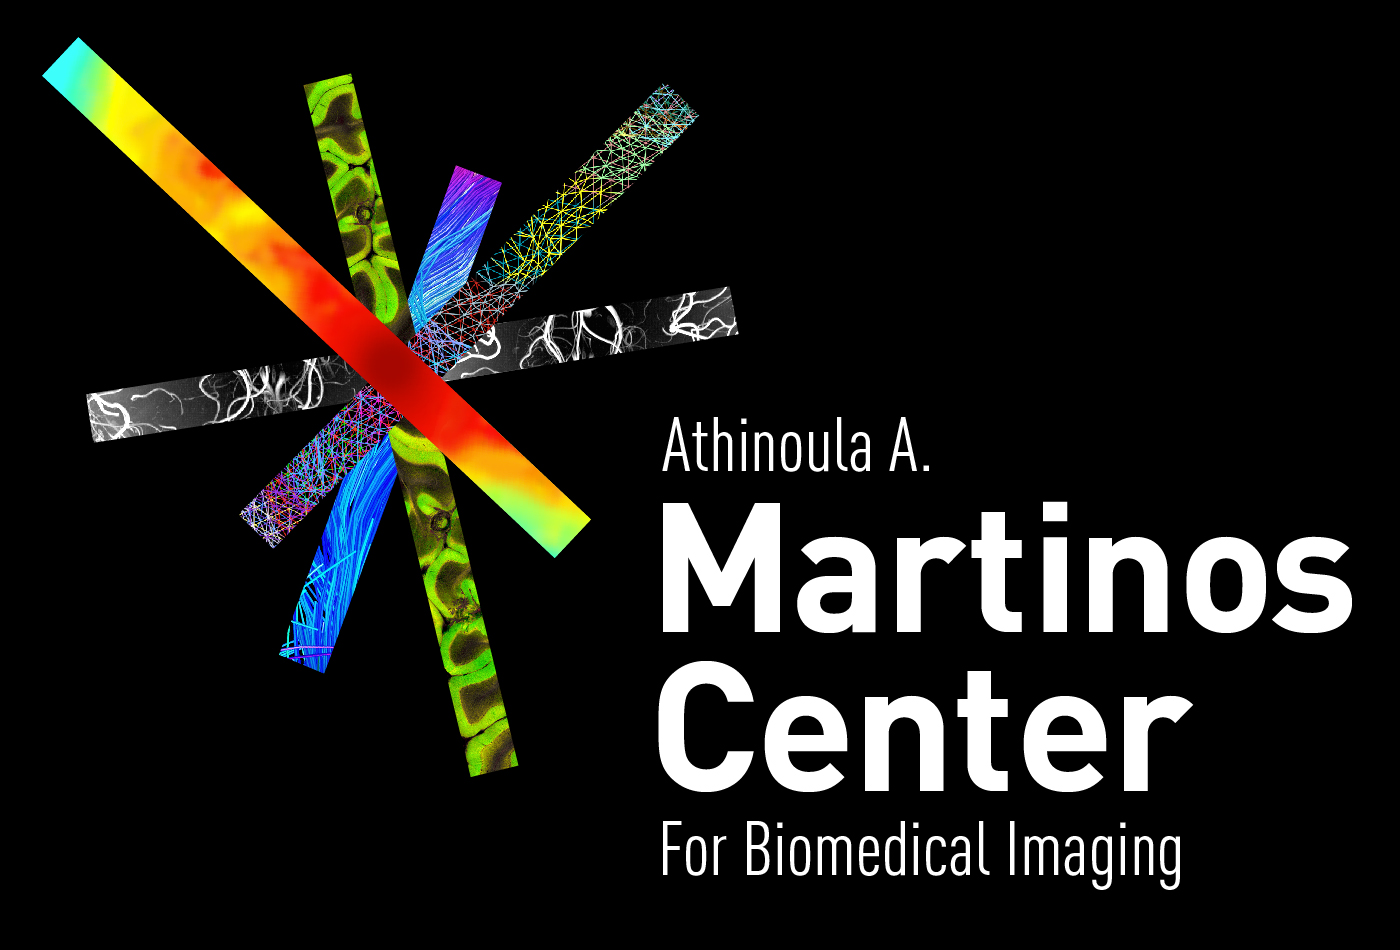 Athinoula A.
Martinos
Center
For Biomedical Imaging